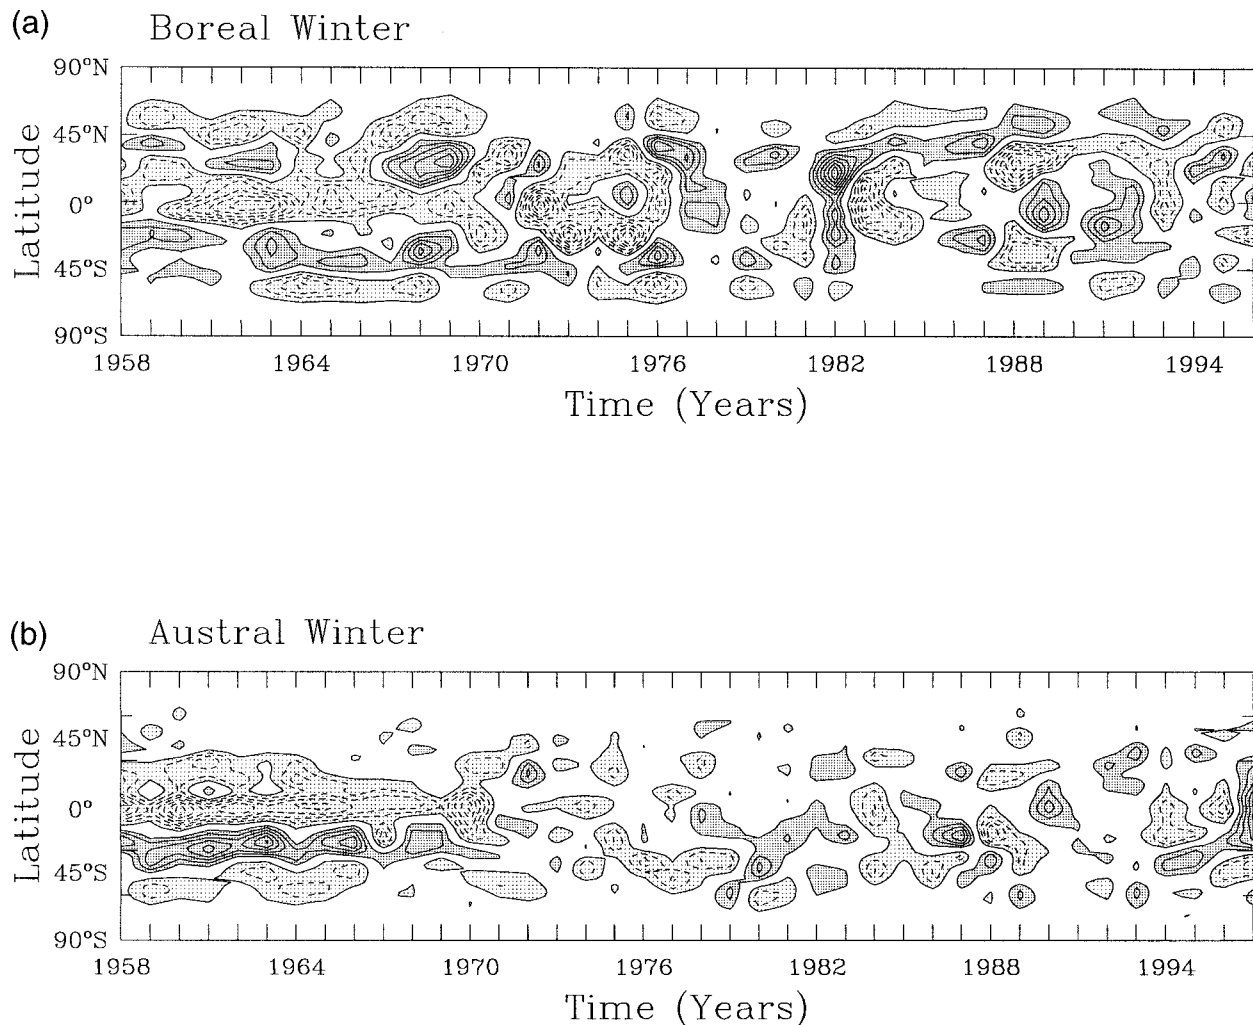 (a) Boreal Winter
90°N
45°N
0°
45°S
90°S
Latitude
1958 1964 1970 1976 1982 1988 1994
Time (Years)
(b) Austral Winter
90°N
45°N
0°
45°S
90°S
Latitude
1958 1964 1970 1976 1982 1988 1994
Time (Years)